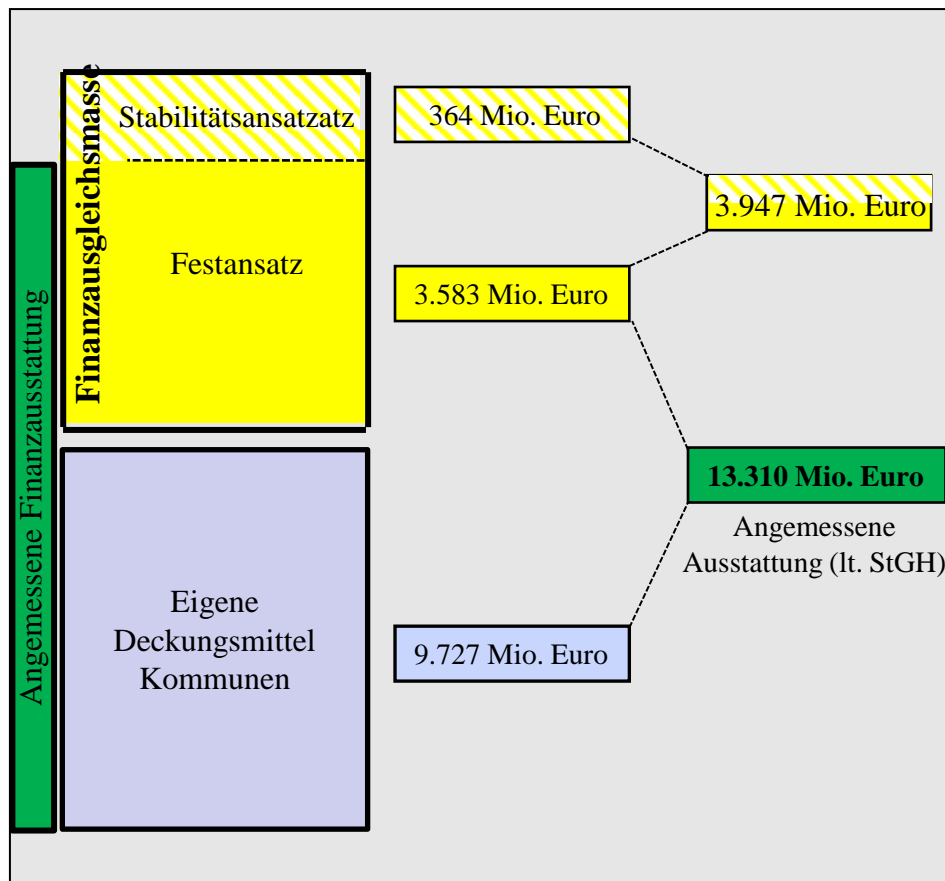 Angemessene Finanzausstattung
Finanzausgleichsmasse
Stabilitätsansatzatz
364 Mio. Euro
3.947 Mio. Euro
Festansatz
3.583 Mio. Euro
13.310 Mio. Euro
Angemessene
Ausstattung (lt. StGH)
Eigene
Deckungsmittel
Kommunen
9.727 Mio. Euro